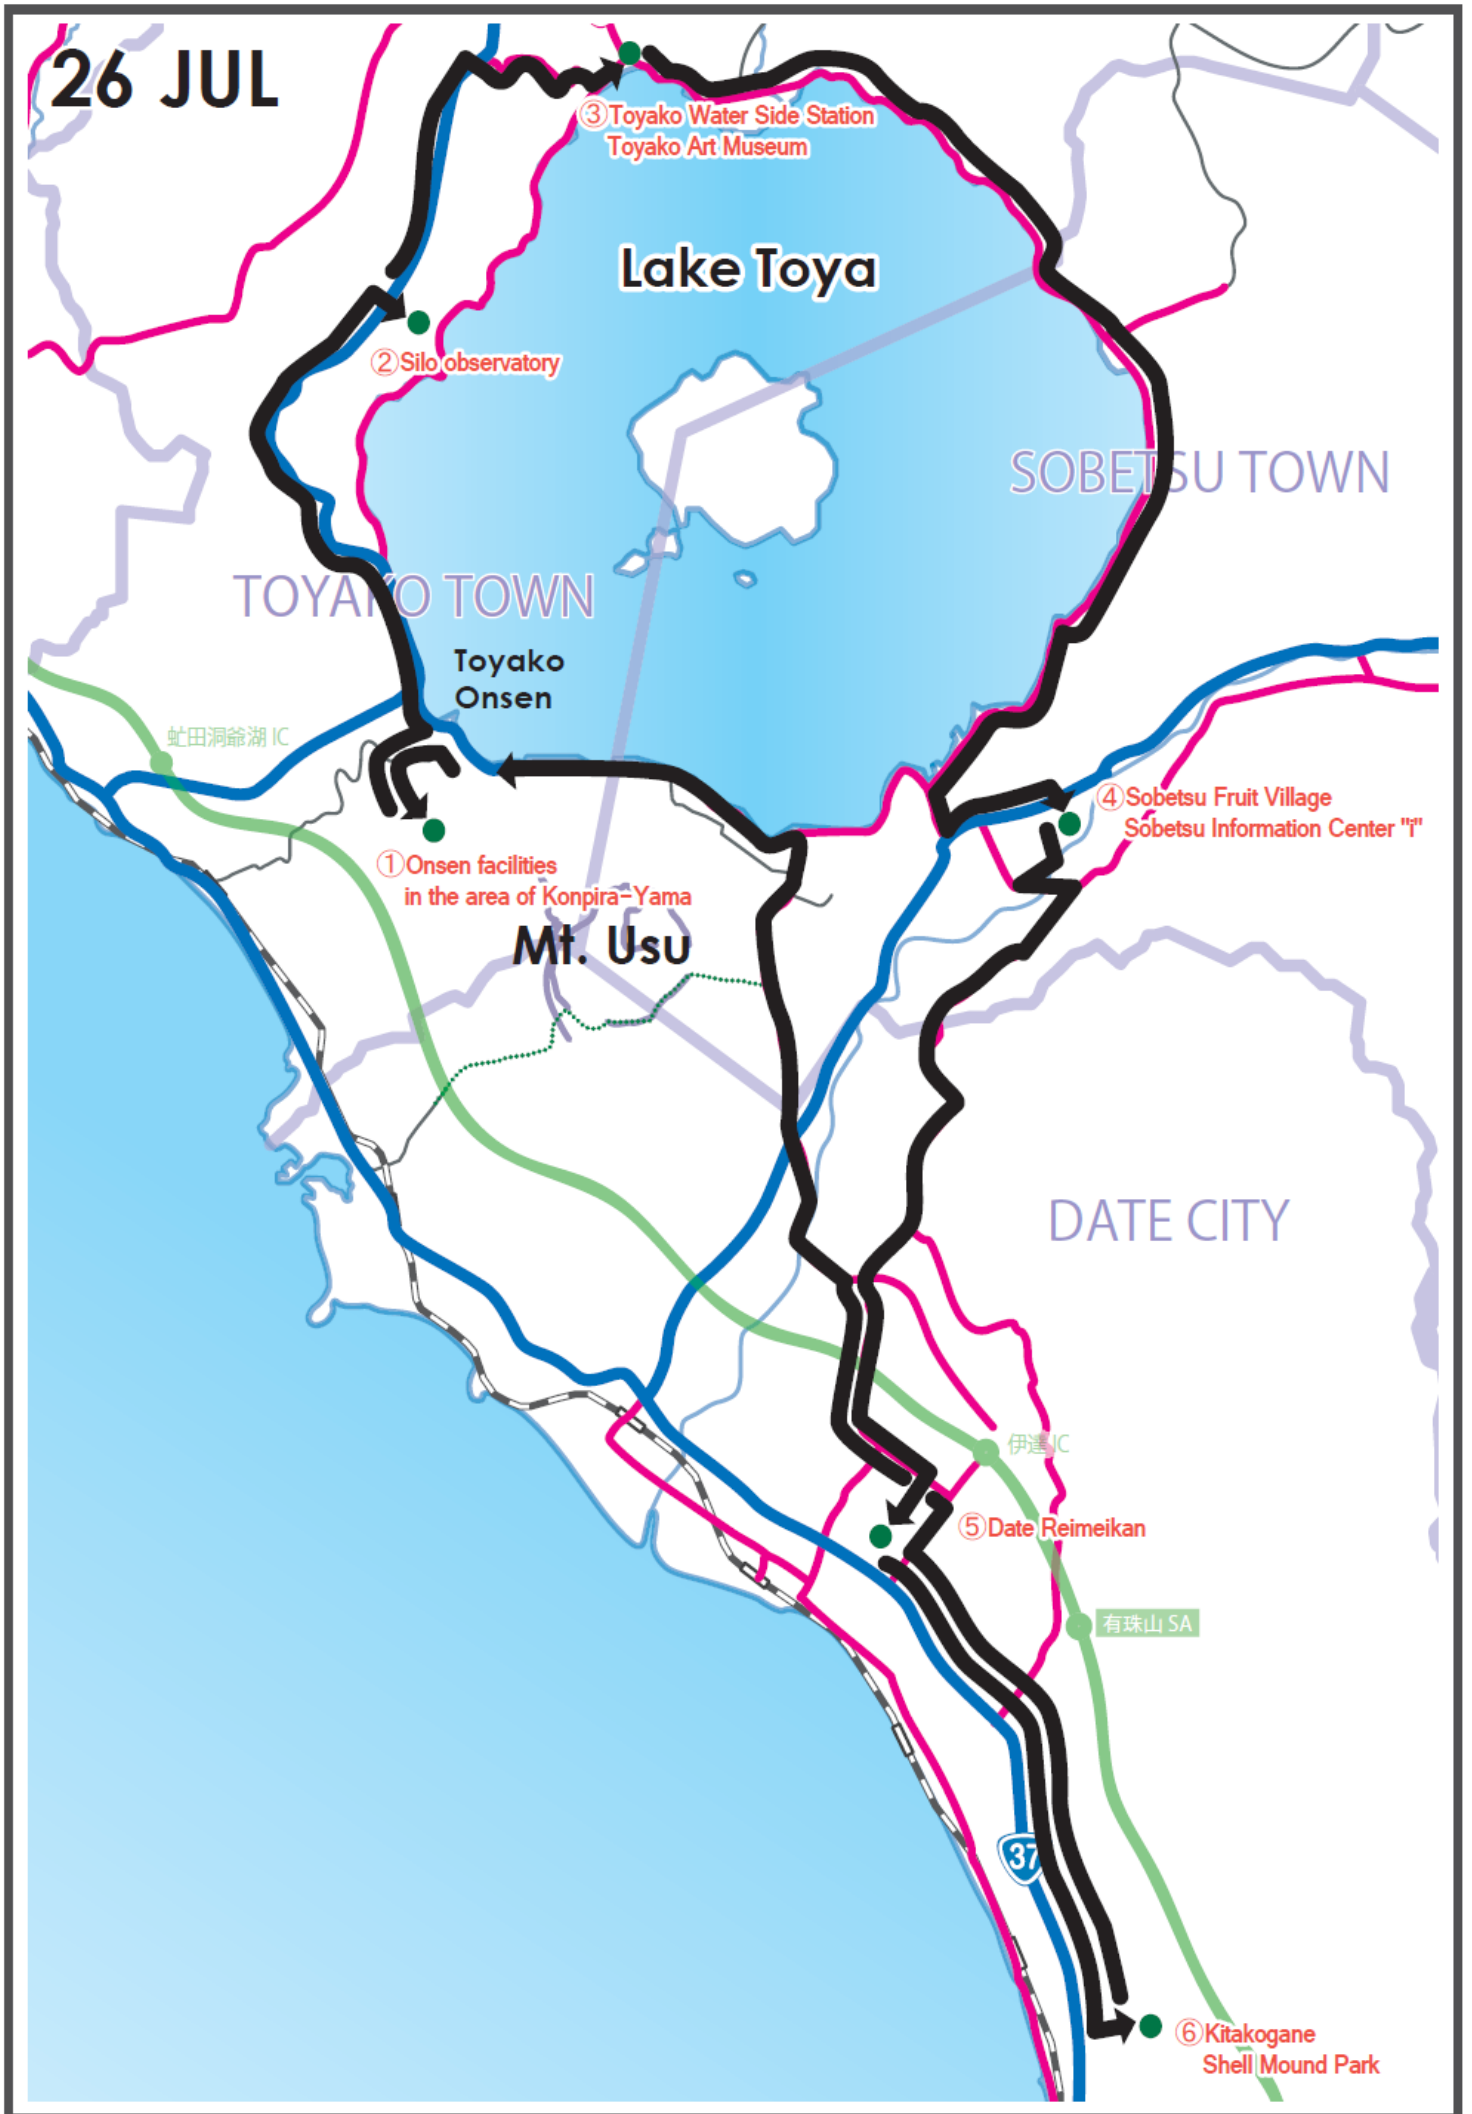 26 JUL
③Toyako Water Side Station
Toyako Art Museum
Lake Toya
②Silo observatory
SOBETSU TOWN
TOYAKO TOWN
Toyako
Onsen
虻田洞爺湖 IC
④Sobetsu Fruit Village
Sobetsu Information Center "i"
①Onsen facilities
in the area of Konpira-Yama
Mt. Usu
DATE CITY
伊達 IC
⑤Date Reimeikan
有珠山 SA
37
⑥Kitakogane
Shell Mound Park